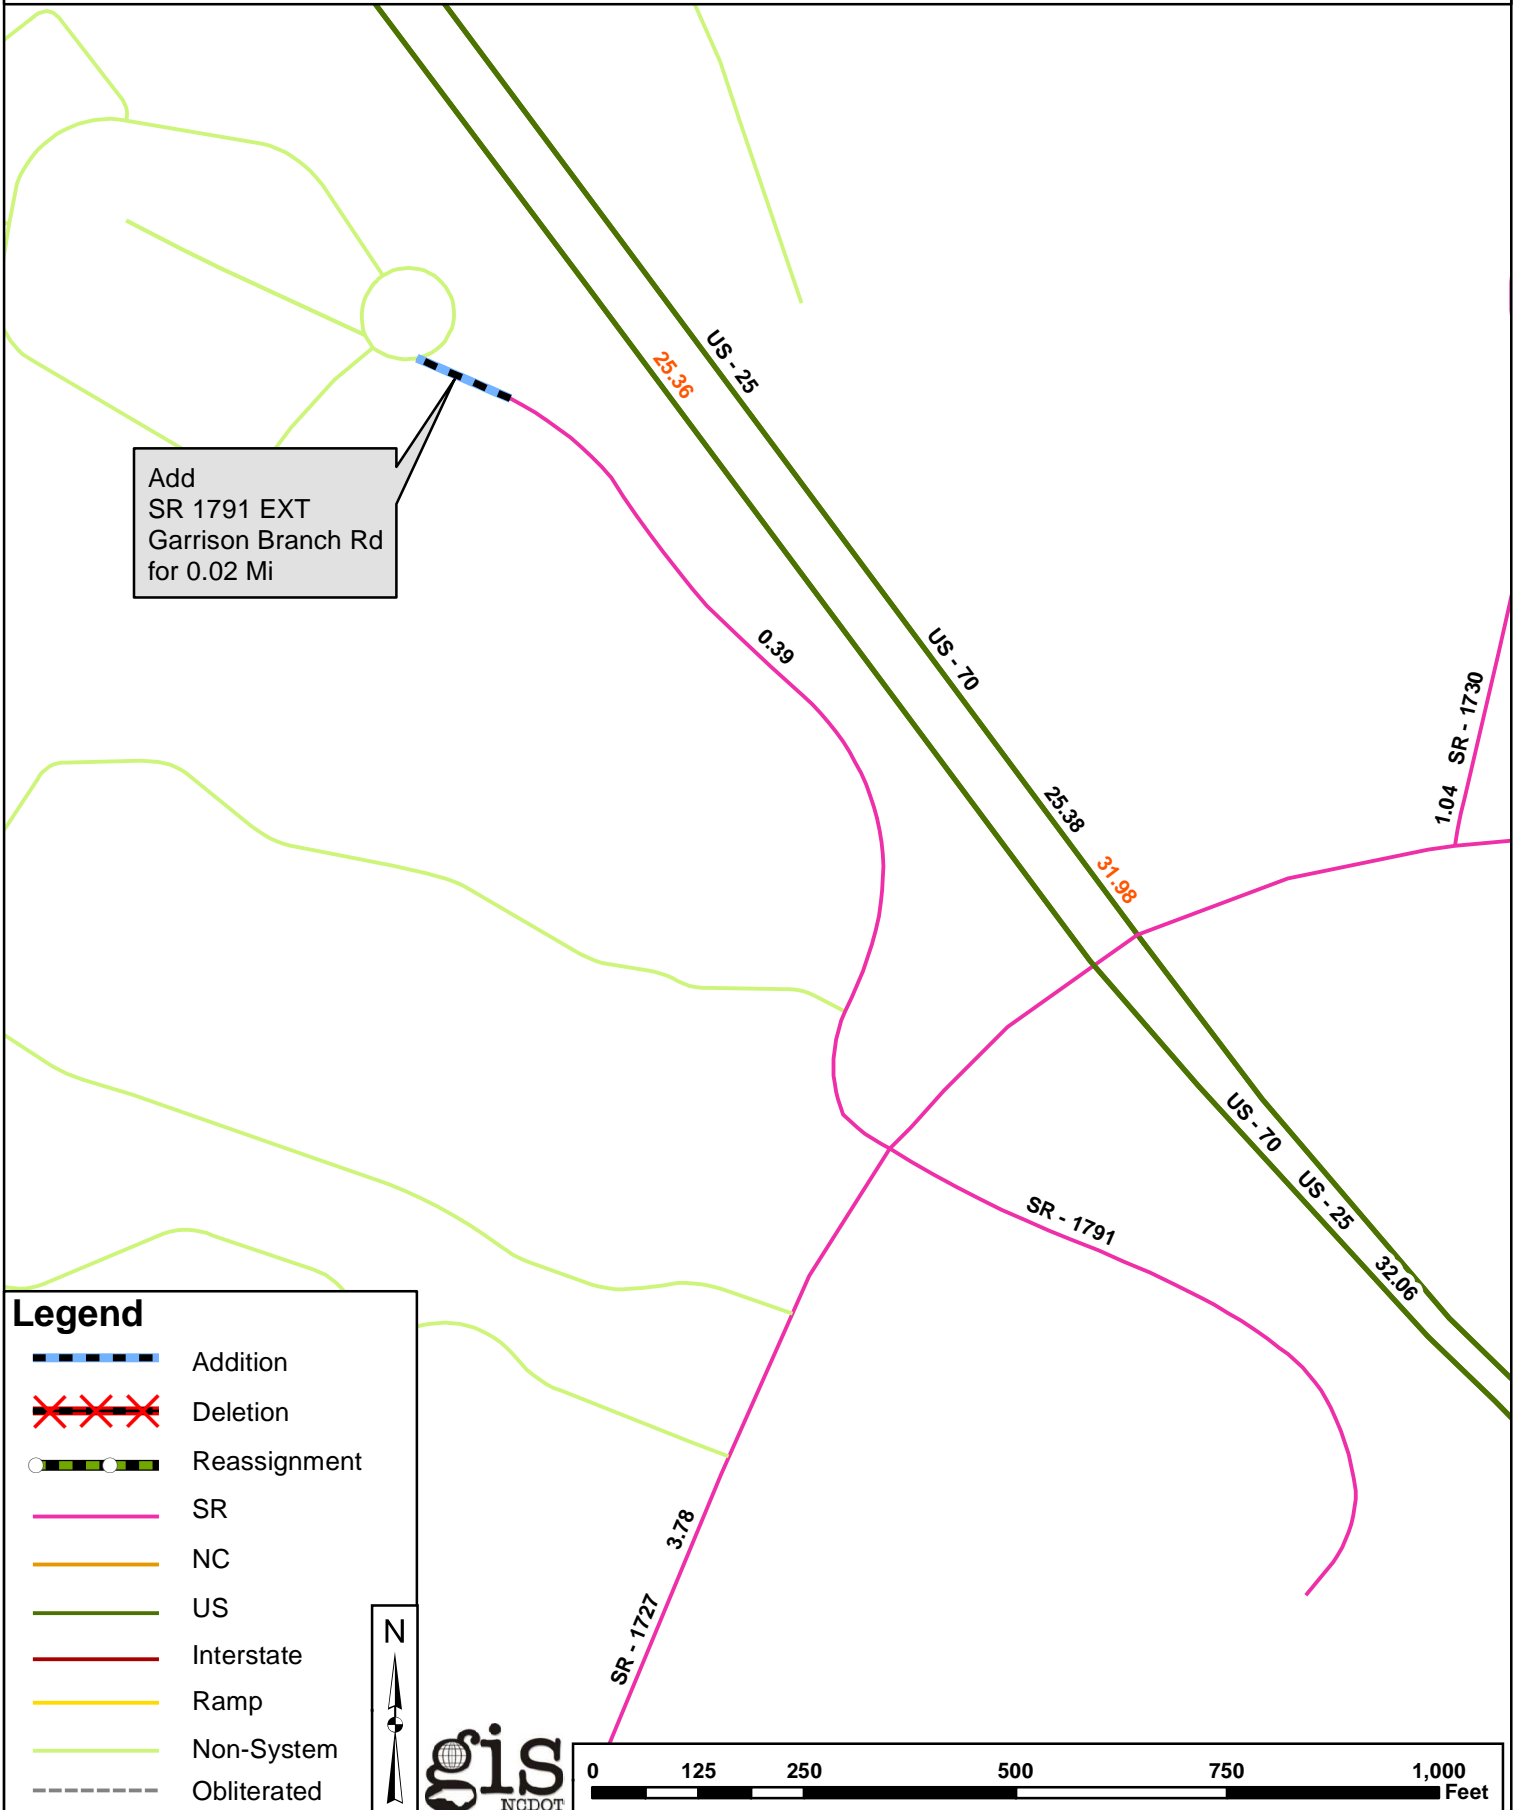 US - 25
25.36
Add
SR 1791 EXT
Garrison Branch Rd
for 0.02 Mi
0.39
US - 70
SR - 1730
1.04
25.38
31.98
US - 70
US - 25
SR - 1791
32.06
Legend
Addition
Deletion
Reassignment
SR
NC
US
Interstate
Ramp
Non-System
Obliterated
3.78
SR - 1727
N
gis
NCDOT
0 125 250 500 750 1,000
Feet